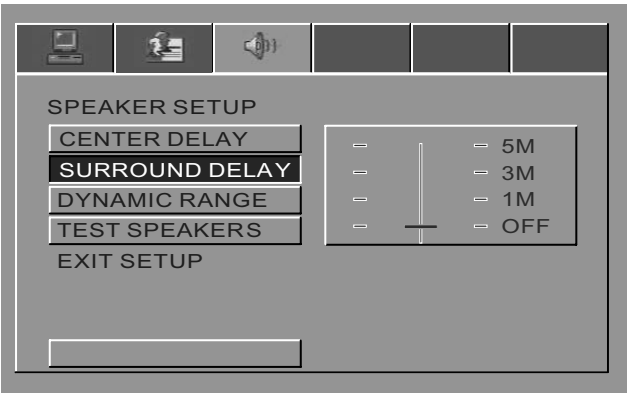 SPEAKER SETUP
CENTER DELAY
SURROUND DELAY
DYNAMIC RANGE
TEST SPEAKERS
EXIT SETUP
5M
3M
1M
OFF